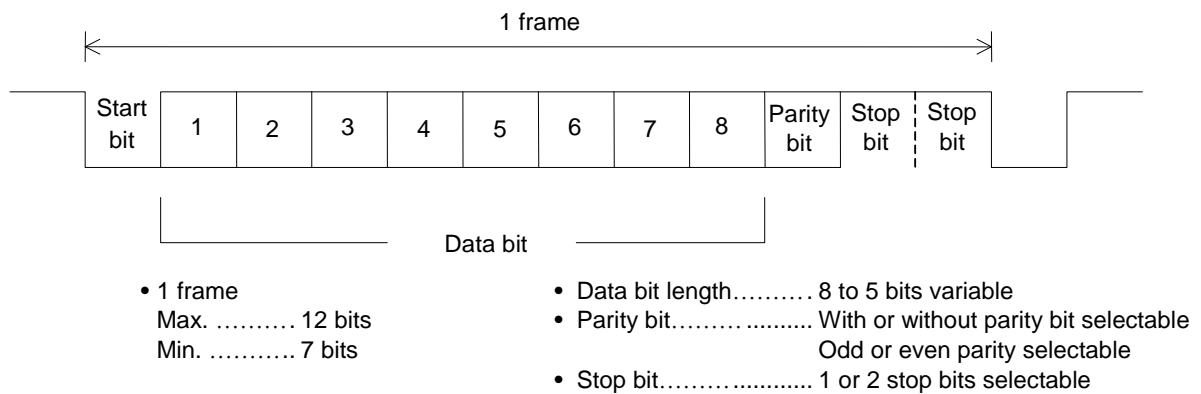 1 frame
Start bit 1 2 3 4 5 6 7 8 Parity bit Stop bit Stop bit
Data bit
• 1 frame
Max. .......... 12 bits
Min. ........... 7 bits
• Data bit length.......... 8 to 5 bits variable
• Parity bit......... .......... With or without parity bit selectable
Odd or even parity selectable
• Stop bit..................... 1 or 2 stop bits selectable